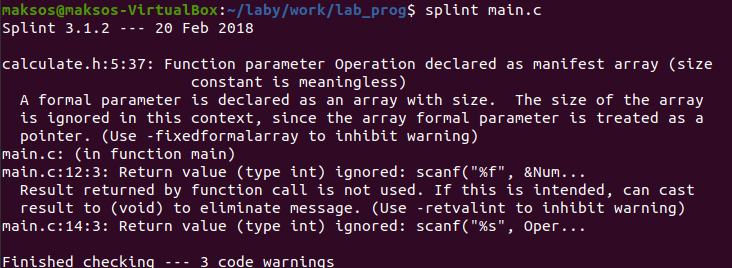 maksos@maksos-VirtualBox:~/laby/work/lab_prog$ splint main.c
Splint 3.1.2 --- 20 Feb 2018
calculate.h:5:37: Function parameter Operation declared as manifest array (size
constant is meaningless)
A formal parameter is declared as an array with size.  The size of the array
is ignored in this context, since the array formal parameter is treated as a
pointer. (Use -fixedformalarray to inhibit warning)
main.c: (in function main)
main.c:12:3: Return value (type int) ignored: scanf("%f", &Num...
Result returned by function call is not used. If this is intended, can cast
result to (void) to eliminate message. (Use -retvalint to inhibit warning)
main.c:14:3: Return value (type int) ignored: scanf("%s", Oper...
Finished checking --- 3 code warnings